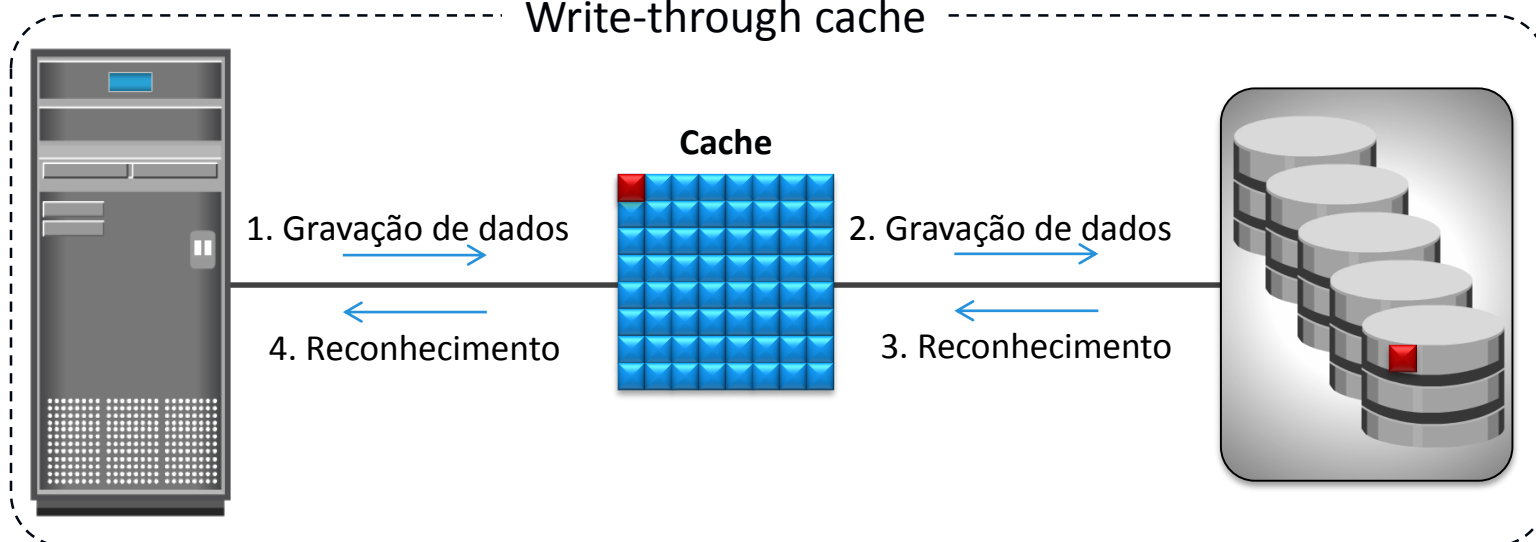 Write-through cache
Cache
1. Gravação de dados
2. Gravação de dados
4. Reconhecimento
3. Reconhecimento